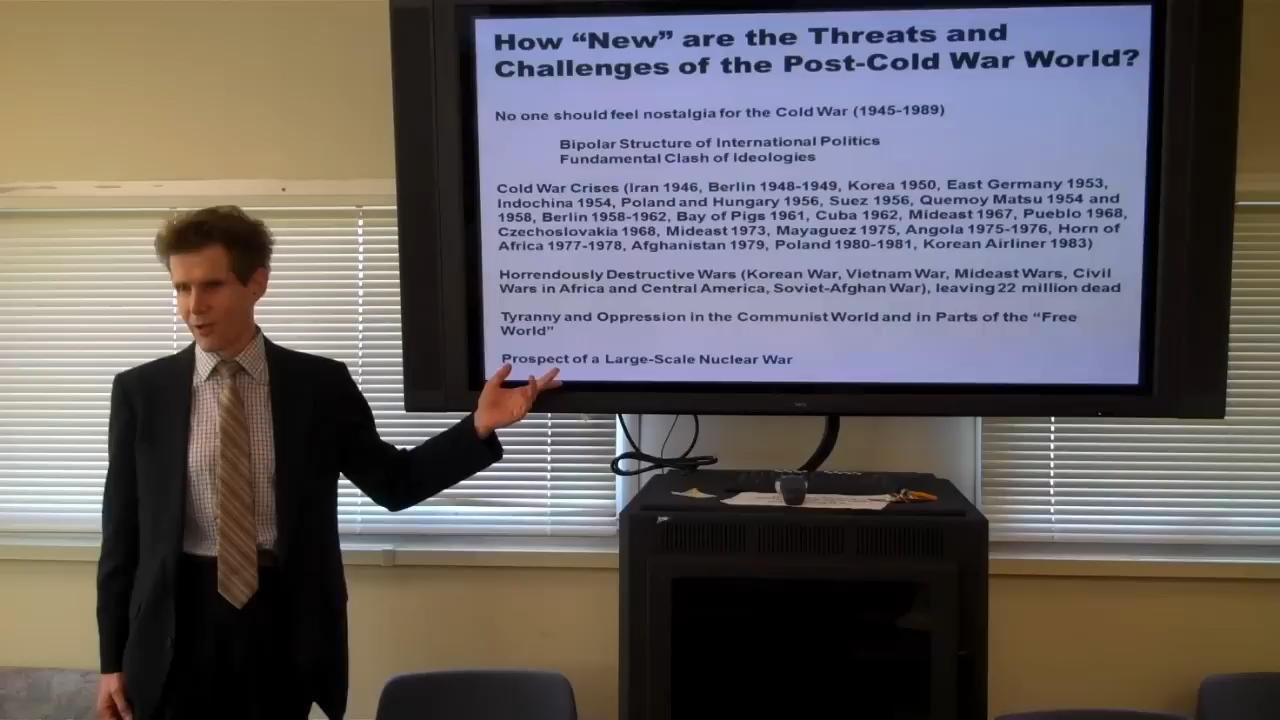 How “New” are the Threats and
Challenges of the Post-Cold War World?
No one should feel nostalgia for the Cold War (1945-1989)
Bipolar Structure of International Politics
Fundamental Clash of Ideologies
Cold War Crises (Iran 1946, Berlin 1948-1949, Korea 1950, East Germany 1953,
Indochina 1954, Poland and Hungary 1956, Suez 1956, Quemoy Matsu 1954 and
1958, Berlin 1958-1962, Bay of Pigs 1961, Cuba 1962, Mideast 1967, Pueblo 1968,
Czechoslovakia 1968, Mideast 1973, Mayaguez 1975, Angola 1975-1976, Horn of
Africa 1977-1978, Afghanistan 1979, Poland 1980-1981, Korean Airliner 1983)
Horrendously Destructive Wars (Korean War, Vietnam War, Mideast Wars, Civil
Wars in Africa and Central America, Soviet-Afghan War), leaving 22 million dead
Tyranny and Oppression in the Communist World and in Parts of the “Free
World”
Prospect of a Large-Scale Nuclear War